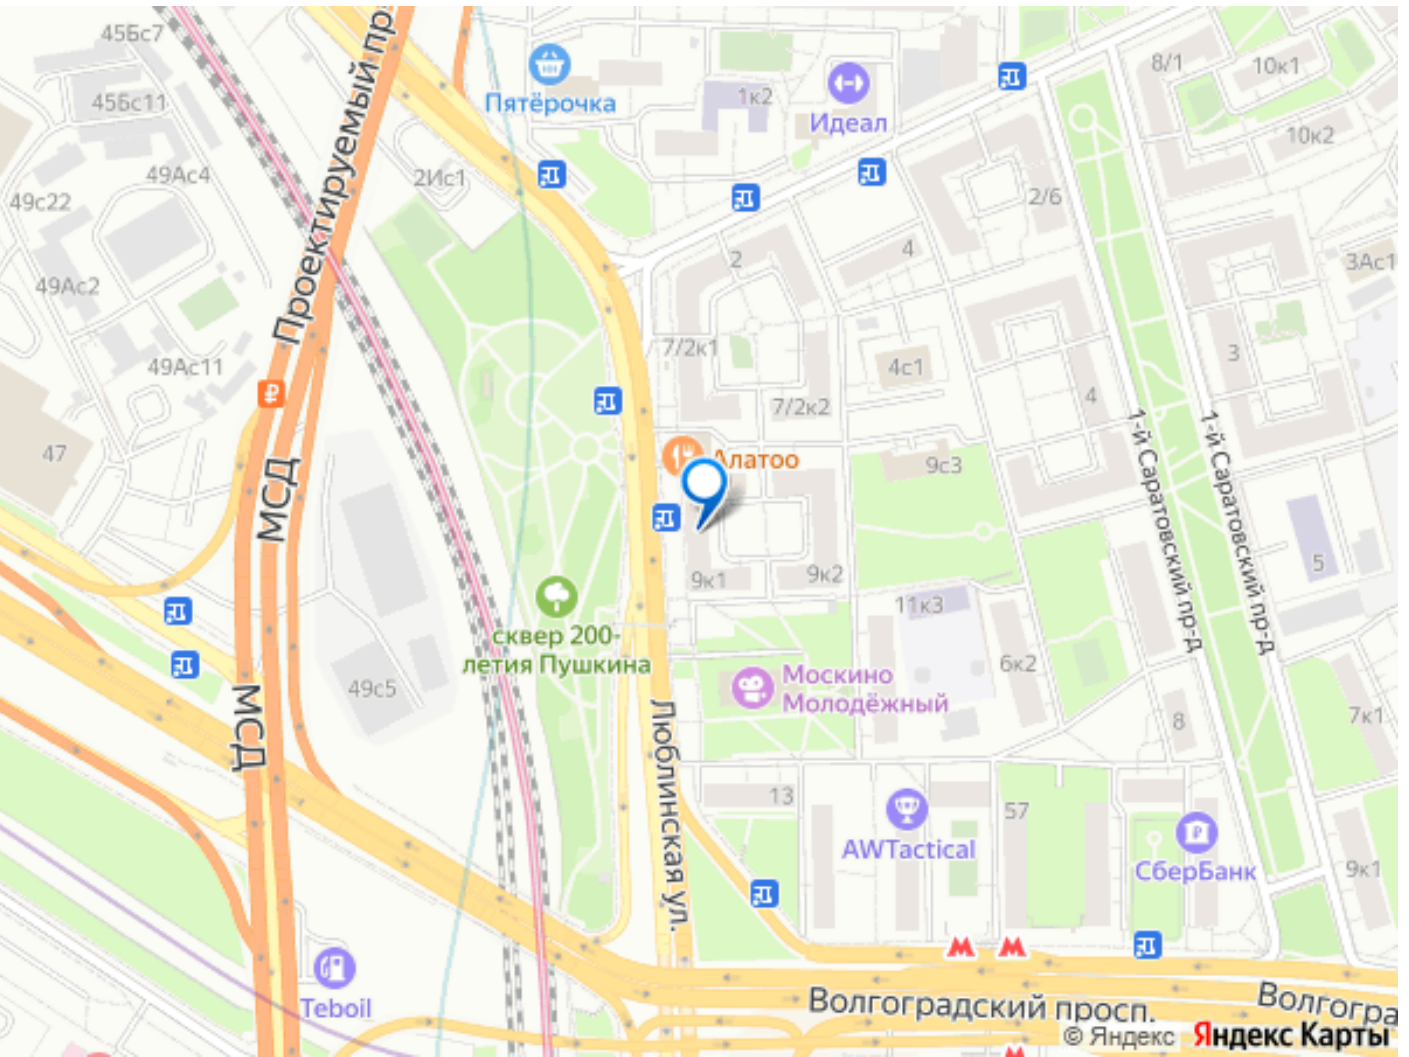 45Бс7
Проектируемый пр.
8/1
10к1
Пятёрочка
1к2
Идеал
45Бс11
10к2
49Ас4
2Ис1
49с22
2/6
2
4
3Ас1
49Ас2
7/2к1
3
49Ас11
4с1
4
7/2к2
1-й Саратовский пр-д
1-й Саратовский пр-д
47
МСД
Алатоо
9с3
5
9к1
9к2
11к3
сквер 200-
летия Пушкина
6к2
Москино
Молодёжный
49с5
МСД
8
7к1
Люблинская ул.
13
57
AWTactical
СберБанк
9к1
Teboil
Волгоградский просп.
Волгогра
© Яндекс Яндекс Карты